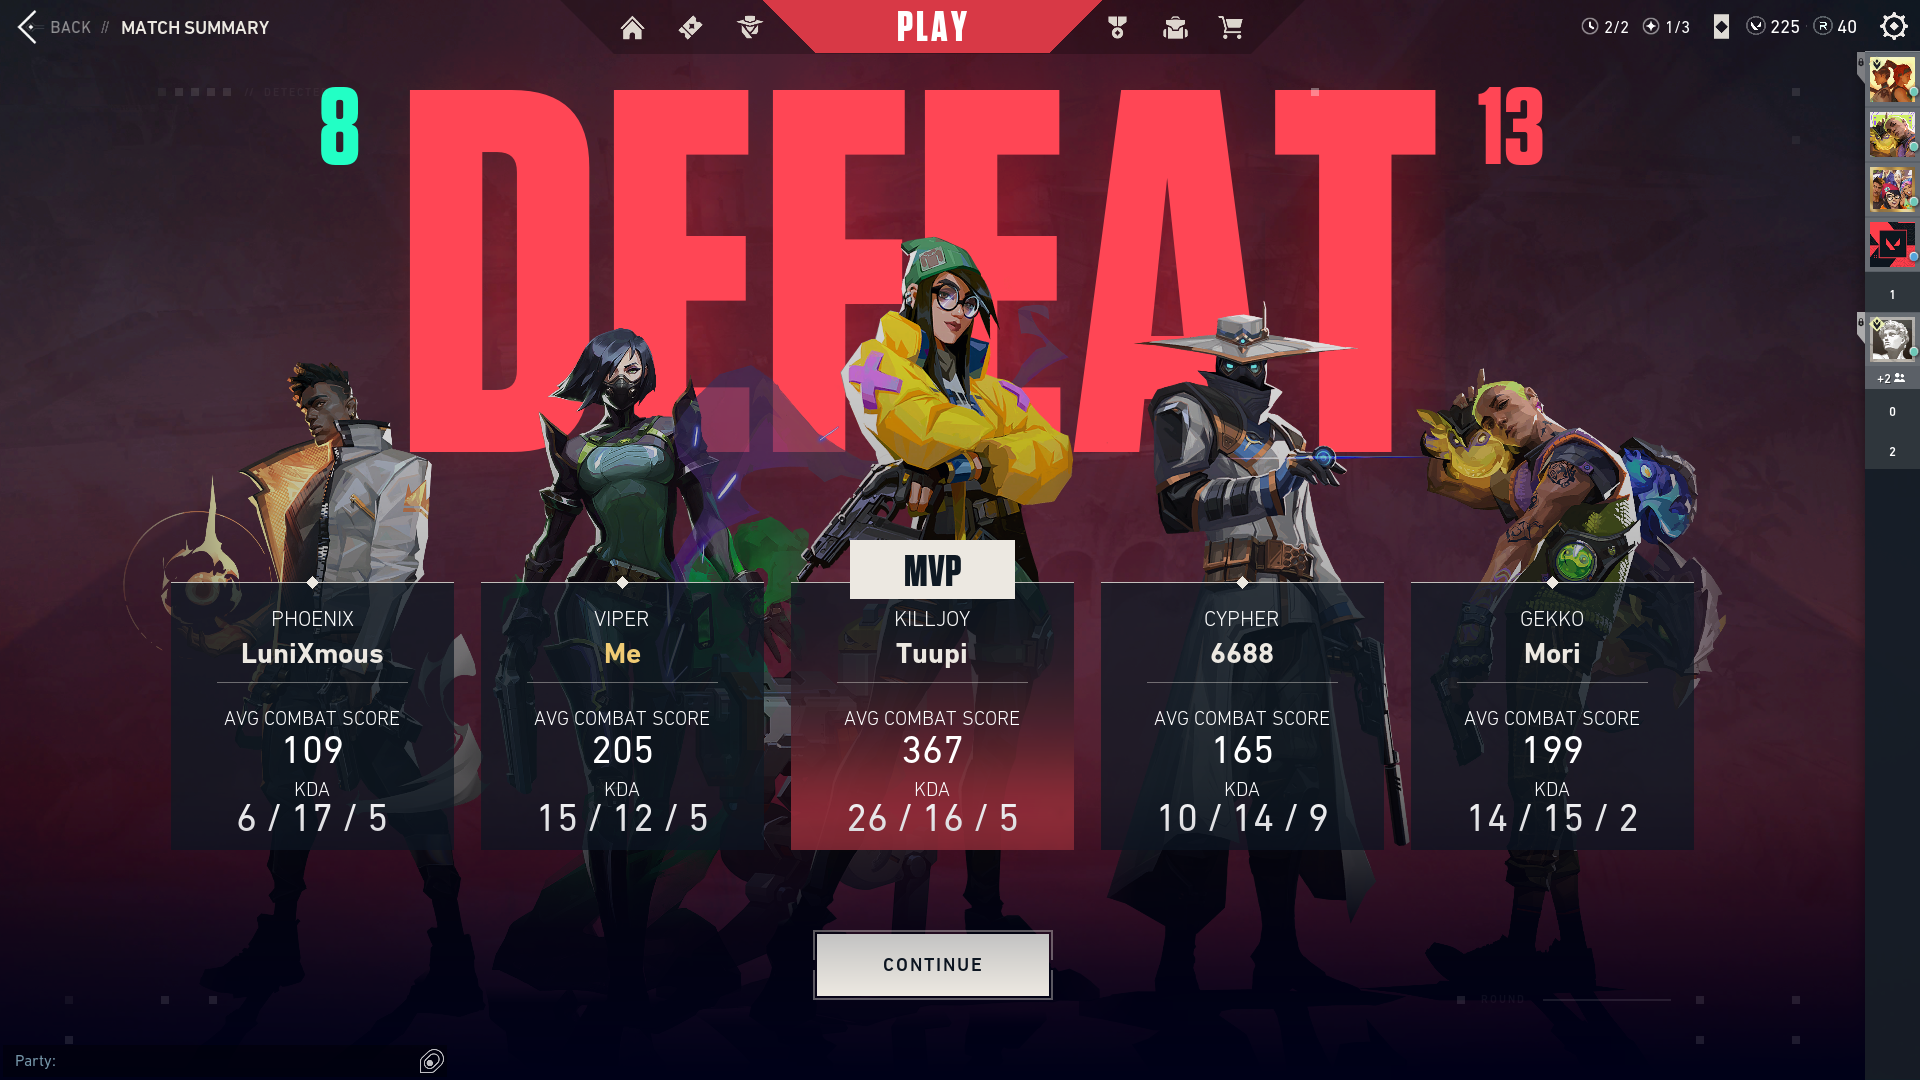 BACK // MATCH SUMMARY
PLAY
2/2 1/3 225 R 40
// DETECTE
8 DEFEAT 13
1
+2
0
2
MVP
PHOENIX
LuniXmous
AVG COMBAT SCORE
109
KDA
6 / 17 / 5
VIPER
Me
AVG COMBAT SCORE
205
KDA
15 / 12 / 5
KILLJOY
Tuupi
AVG COMBAT SCORE
367
KDA
26 / 16 / 5
CYPHER
6688
AVG COMBAT SCORE
165
KDA
10 / 14 / 9
GEKKO
Mori
AVG COMBAT SCORE
199
KDA
14 / 15 / 2
CONTINUE
ROUND
Party: